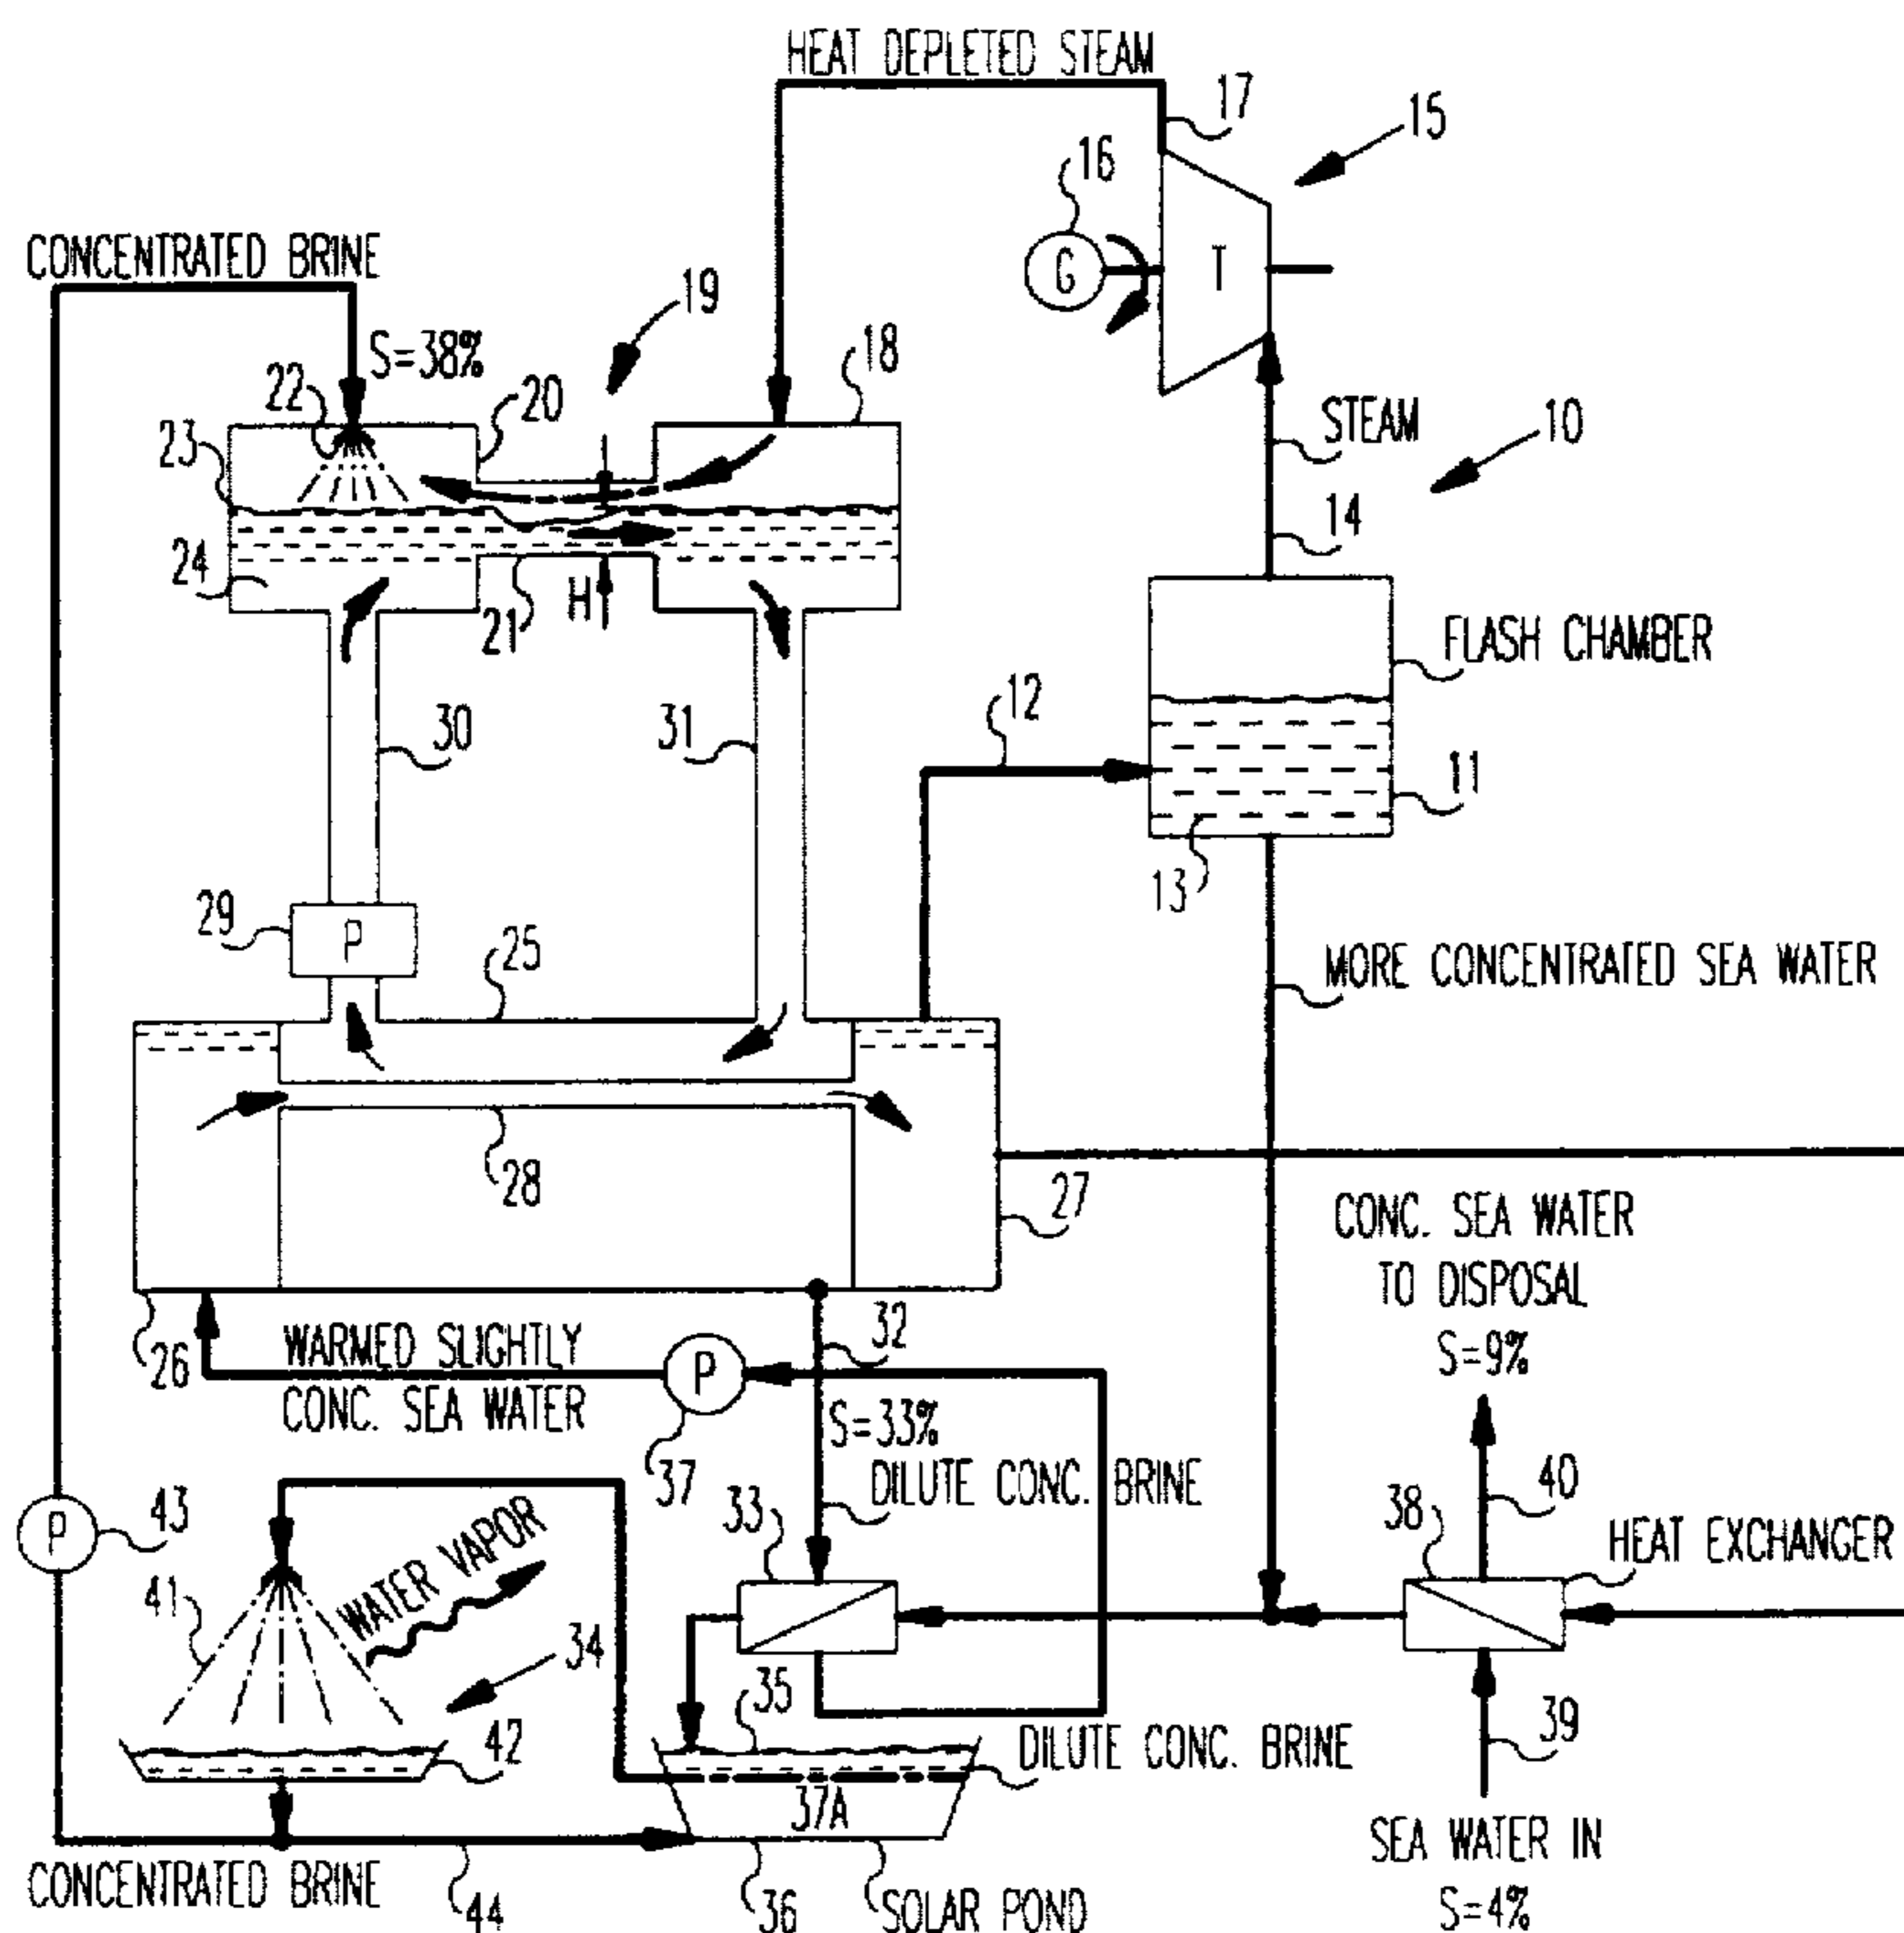 HEAT DEPLETED STEAM
17
15
16
G
T
CONCENTRATED BRINE
19
S=38%
22
20
18
23
STEAM
10
14
24
21
H
FLASH CHAMBER
12
30
31
11
13
29
P
25
MORE CONCENTRATED SEA WATER
28
27
CONC. SEA WATER
TO DISPOSAL
S=9%
26
WARMED SLIGHTLY
CONC. SEA WATER
P
32
37
S=33%
DILUTE CONC. BRINE
P
43
33
38
40
HEAT EXCHANGER
41
WATER VAPOR
34
35
39
42
DILUTE CONC. BRINE
37A
SEA WATER IN
S=4%
CONCENTRATED BRINE
44
36
SOLAR POND